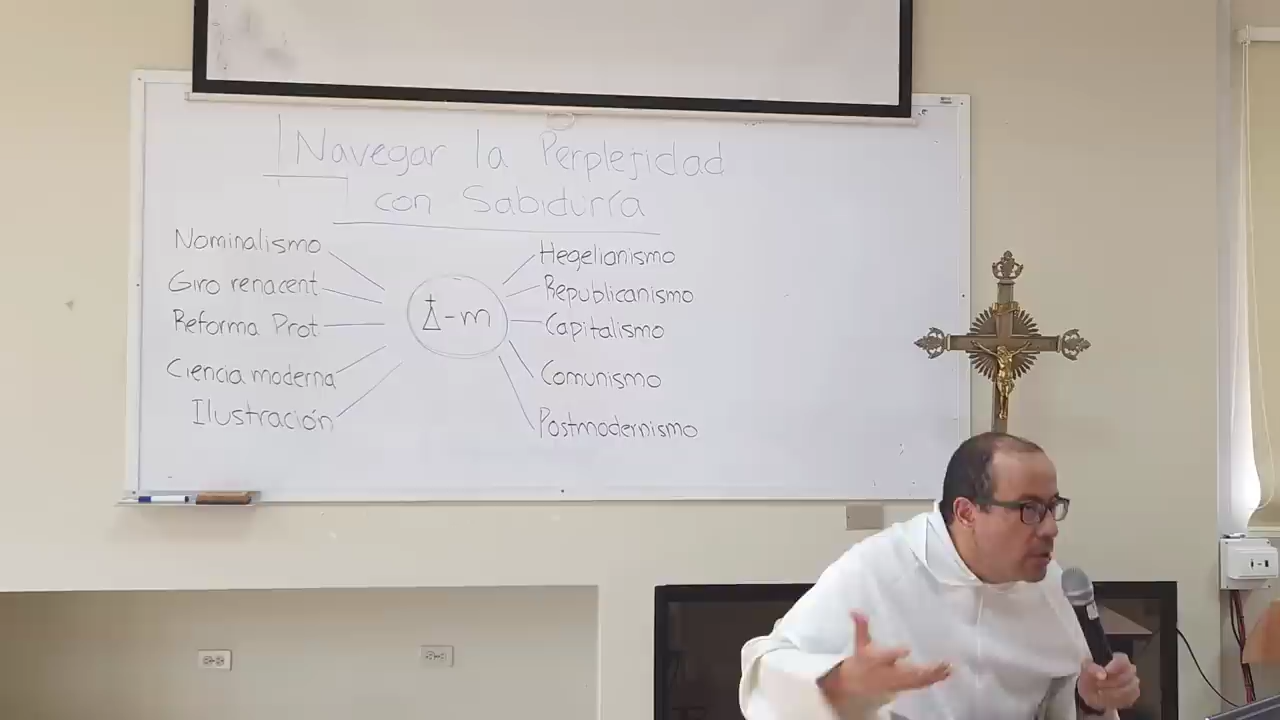 Navegar la Perplejidad
con Sabiduría
Nominalismo
Giro renacent
Reforma Prot
Ciencia moderna
Ilustración
Δ-m
Hegelianismo
Republicanismo
Capitalismo
Comunismo
Postmodernismo